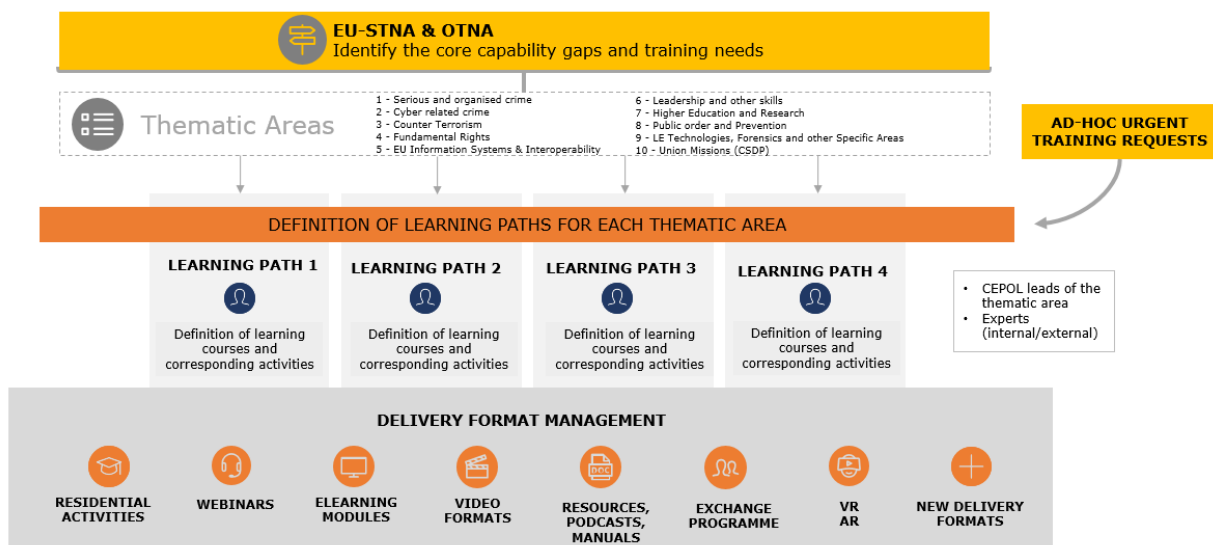 EU-STNA & OTNA
Identify the core capability gaps and training needs
Thematic Areas
1 - Serious and organised crime
2 - Cyber related crime
3 - Counter Terrorism
4 - Fundamental Rights
5 - EU Information Systems & Interoperability
6 - Leadership and other skills
7 - Higher Education and Research
8 - Public order and Prevention
9 - LE Technologies, Forensics and other Specific Areas
10 - Union Missions (CSDP)
AD-HOC URGENT
TRAINING REQUESTS
DEFINITION OF LEARNING PATHS FOR EACH THEMATIC AREA
LEARNING PATH 1
Definition of learning
courses and
corresponding activities
LEARNING PATH 2
Definition of learning
courses and
corresponding activities
LEARNING PATH 3
Definition of learning
courses and
corresponding activities
LEARNING PATH 4
Definition of learning
courses and
corresponding activities
• CEPOL leads of the
thematic area
• Experts
(internal/external)
DELIVERY FORMAT MANAGEMENT
RESIDENTIAL
ACTIVITIES
WEBINARS
ELEARNING
MODULES
VIDEO
FORMATS
DOC
RESOURCES,
PODCASTS,
MANUALS
EXCHANGE
PROGRAMME
VR
AR
NEW DELIVERY
FORMATS